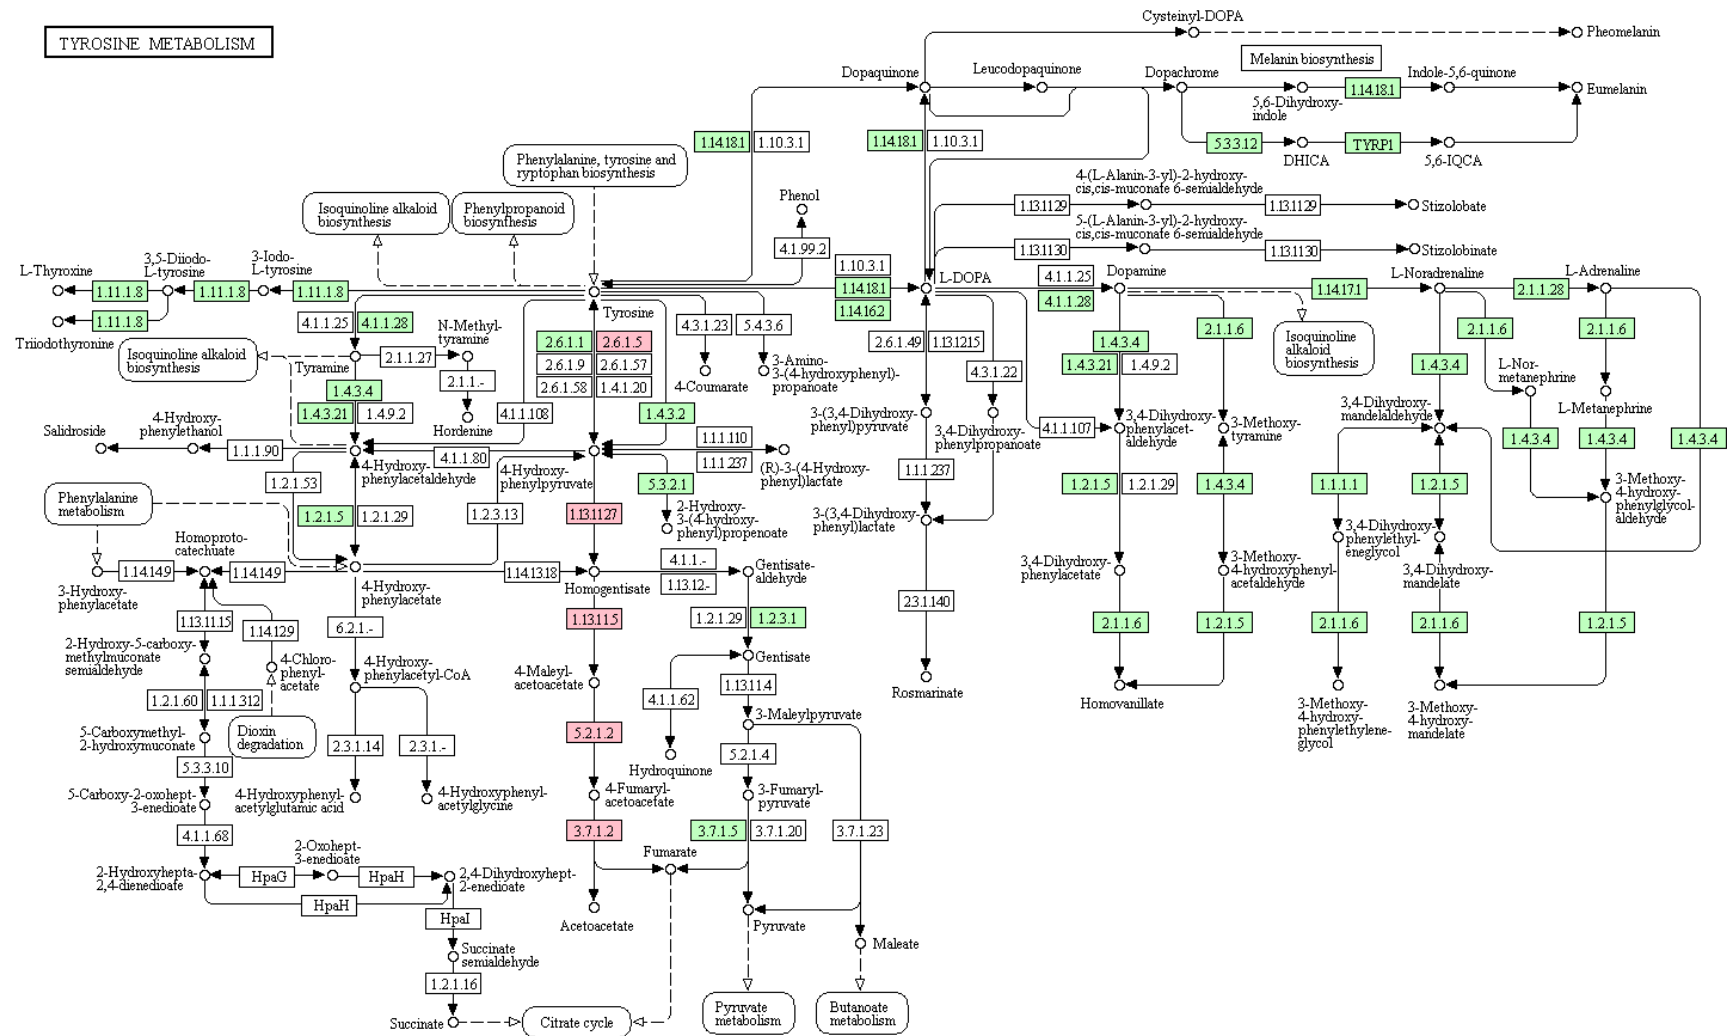 TYROSINE METABOLISM
Cysteinyl-DOPA
Pheomelanin
Melanin biosynthesis
Dopaquinone
Leucodopaquinone
Dopachrome
5,6-Dihydroxy-
indole
1.14.18.1
Indole-5,6-quinone
Eumelanin
1.14.18.1
1.10.3.1
1.14.18.1
1.10.3.1
5.3.3.12
DHICA
TYRP1
5,6-IQCA
Phenylalanine, tyrosine and
ryptophan biosynthesis
Isoquinoline alkaloid
biosynthesis
Phenylpropanoid
biosynthesis
Phenol
4.1.99.2
4-(L-Alanin-3-yl)-2-hydroxy-
cis,cis-muconate 6-semialdehyde
1.13.1129
1.13.1129
Stizolobate
5-(L-Alanin-3-yl)-2-hydroxy-
cis,cis-muconate 6-semialdehyde
1.13.1130
1.13.1130
Stizolobinate
L-Thyroxine
3,5-Diiodo-
L-tyrosine
3-Iodo-
L-tyrosine
1.11.1.8
1.11.1.8
1.11.1.8
1.11.1.8
Triiodothyronine
Tyrosine
1.10.3.1
1.14.18.1
1.14.16.2
L-DOPA
4.1.1.25
4.1.1.28
Dopamine
1.14.17.1
L-Noradrenaline
2.1.1.28
L-Adrenaline
4.1.1.25
4.1.1.28
N-Methyl-
tyramine
Isoquinoline alkaloid
biosynthesis
Tyramine
2.1.1.27
2.1.1.-
Hordenine
1.4.3.4
1.4.3.21
1.4.9.2
4.1.1.108
2.6.1.1
2.6.1.5
2.6.1.9
2.6.1.57
2.6.1.58
1.4.1.20
1.4.3.2
4.3.1.23
5.4.3.6
4-Coumarate
3-Amino-
3-(4-hydroxyphenyl)-
propanoate
2.6.1.49
1.13.1215
4.3.1.22
3-(3,4-Dihydroxy-
phenyl)pyruvate
3,4-Dihydroxy-
phenylpropanoate
4.1.1.107
1.4.3.4
1.4.3.21
1.4.9.2
2.1.1.6
Isoquinoline
alkaloid
biosynthesis
3,4-Dihydroxy-
phenylacet-
aldehyde
3-Methoxy-
tyramine
1.4.3.4
2.1.1.6
2.1.1.6
L-Nor-
metanephrine
L-Metanephrine
3,4-Dihydroxy-
mandelaldehyde
1.4.3.4
1.4.3.4
1.4.3.4
Salidroside
4-Hydroxy-
phenylethanol
1.1.1.90
4-Hydroxy-
phenylacetaldehyde
4.1.1.80
4-Hydroxy-
phenylpyruvate
1.1.1.110
1.1.1.237
(R)-3-(4-Hydroxy-
phenyl)lactate
5.3.2.1
2-Hydroxy-
3-(4-hydroxy-
phenyl)propenoate
1.1.1.237
3-(3,4-Dihydroxy-
phenyl)lactate
1.2.1.53
1.2.1.5
1.2.1.29
1.2.3.13
1.13.1127
1.2.1.5
1.2.1.29
1.4.3.4
1.1.1.1
1.2.1.5
3-Methoxy-
4-hydroxy-
phenylglycol-
aldehyde
Phenylalanine
metabolism
Homoproto-
catechuate
3-Hydroxy-
phenylacetate
1.14.14.9
1.14.14.9
4-Hydroxy-
phenylacetate
1.14.13.18
Homogentisate
4.1.1.-
1.13.12.-
Gentisate-
aldehyde
2.3.1.140
3,4-Dihydroxy-
phenylacetate
3-Methoxy-
4-hydroxyphenyl-
acetaldehyde
3,4-Dihydroxy-
phenylethyl-
eneglycol
3,4-Dihydroxy-
mandelate
1.13.11.15
1.14.129
6.2.1.-
1.13.11.5
1.2.1.29
1.2.3.1
2.1.1.6
1.2.1.5
2.1.1.6
2.1.1.6
1.2.1.5
2-Hydroxy-5-carboxy-
methylmuconate
semialdehyde
4-Chloro-
phenyl-
acetate
4-Hydroxy-
phenylacetyl-CoA
4-Maleyl-
acetoacetate
Gentisate
Rosmarinate
Homovanillate
3-Methoxy-
4-hydroxy-
phenylethylene-
glycol
3-Methoxy-
4-hydroxy-
mandelate
1.2.1.60
1.1.1.312
4.1.1.62
1.13.11.4
3-Maleylpyruvate
5-Carboxymethyl-
2-hydroxymuconate
Dioxin
degradation
2.3.1.14
2.3.1.-
5.2.1.2
Hydroquinone
5.2.1.4
5.3.3.10
5-Carboxy-2-oxohept-
3-enedioate
4-Hydroxyphenyl-
acetylglutamic acid
4-Hydroxyphenyl-
acetylglycine
4-Fumaryl-
acetoacetate
3-Fumaryl-
pyruvate
4.1.1.68
3.7.1.2
3.7.1.5
3.7.1.20
3.7.1.23
2-Hydroxyhepta-
2,4-dienedioate
HpaG
2-Oxohept-
3-enedioate
HpaH
2,4-Dihydroxyhept-
2-enedioate
Fumarate
HpaH
HpaI
Acetoacetate
Pyruvate
Maleate
Succinate
semialdehyde
1.2.1.16
Succinate
Citrate cycle
Pyruvate
metabolism
Butanoate
metabolism